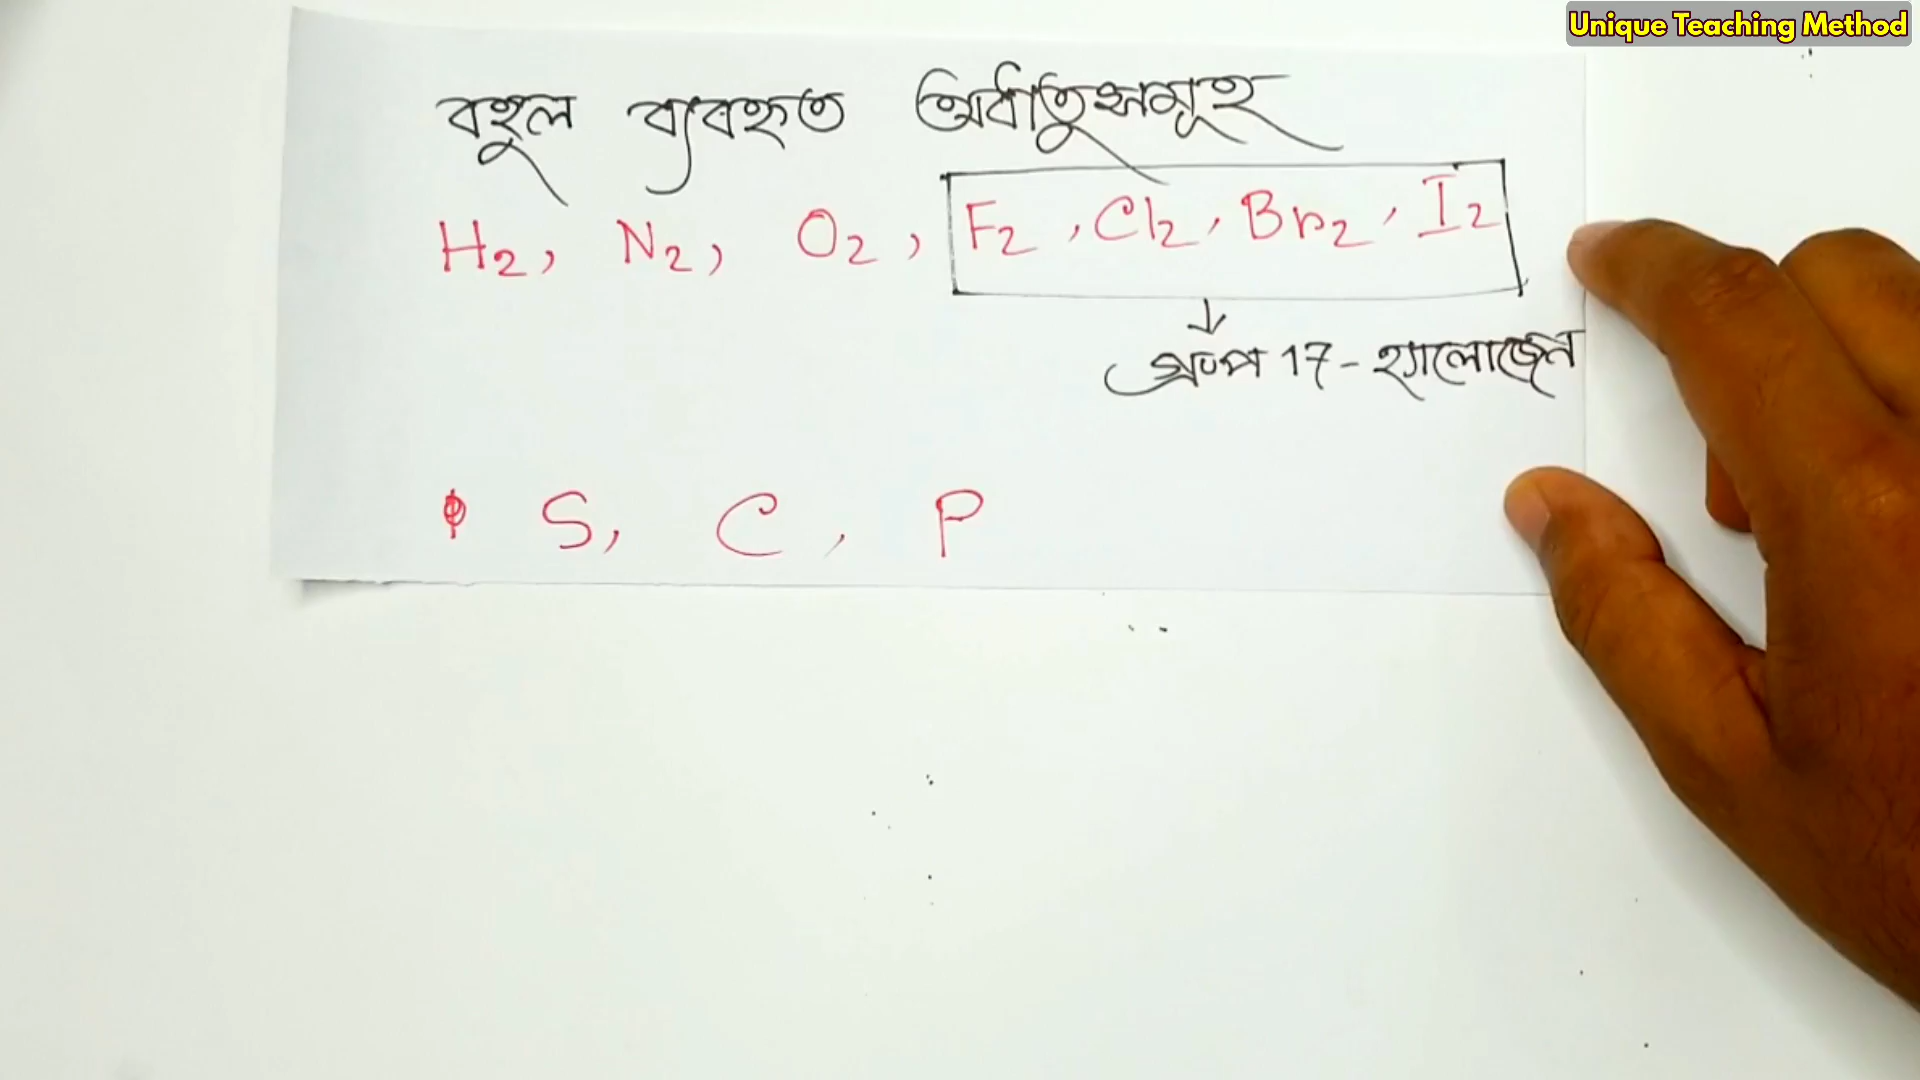 Unique Teaching Method
বহুল ব্যবহৃত অধাতুসমূহ
H2, N2, O2, F2, Cl2, Br2, I2
গ্রুপ 17 - হ্যালোজেন
S, C, P